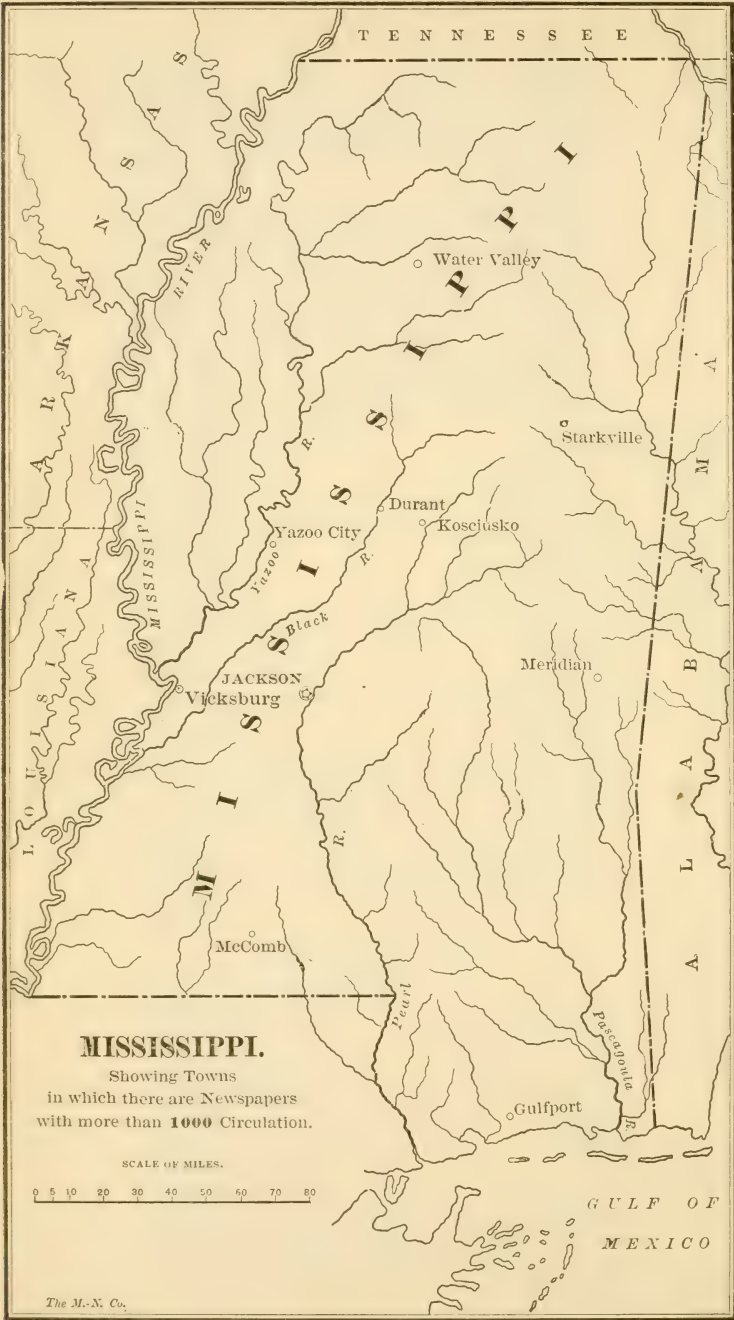 TENNESSEE
ARKANSAS
MISSISSIPPI
RIVER
Water Valley
Starkville
R.
Durant
Kosciusko
Yazoo City
Yazoo
R.
MISSISSIPPI
LOUISIANA
Black
JACKSON
Vicksburg
Meridian
ALABAMA
R.
McComb
Pearl
Pascagoula
R.
Gulfport
MISSISSIPPI.
Showing Towns
in which there are Newspapers
with more than 1000 Circulation.
SCALE OF MILES.
0 5 10 20 30 40 50 60 70 80
GULF OF
MEXICO
The M.-N. Co.